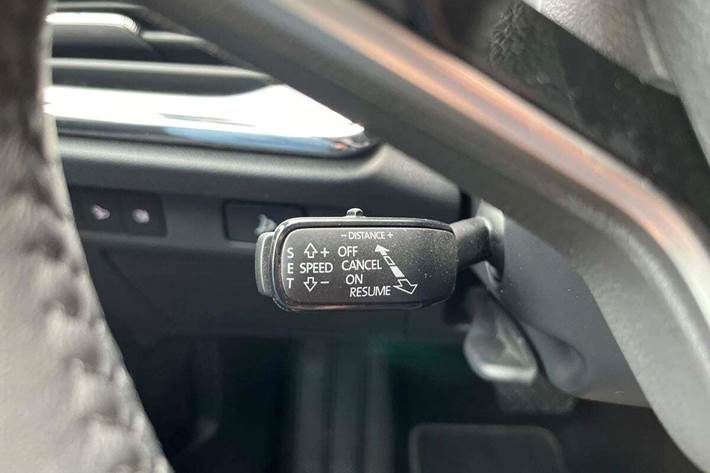 − DISTANCE +
S + OFF
E SPEED CANCEL
T − ON
RESUME